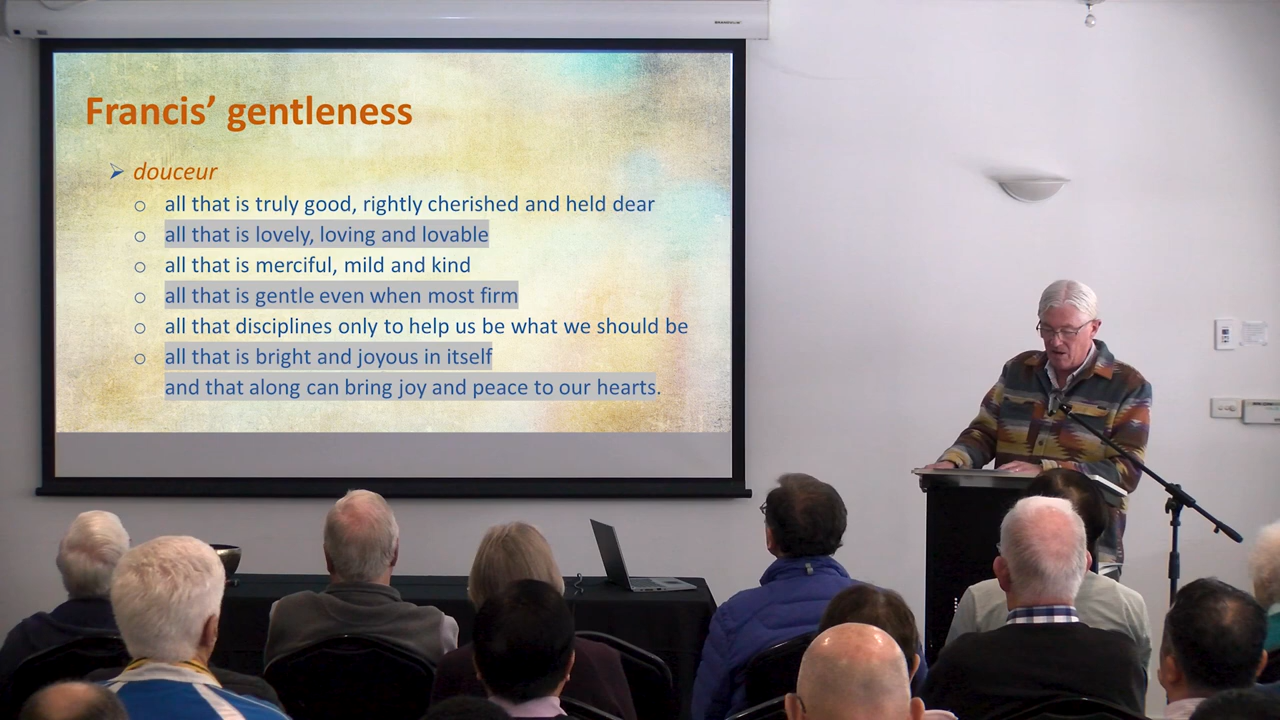 Francis’ gentleness
➢ douceur
o all that is truly good, rightly cherished and held dear
o all that is lovely, loving and lovable
o all that is merciful, mild and kind
o all that is gentle even when most firm
o all that disciplines only to help us be what we should be
o all that is bright and joyous in itself
and that along can bring joy and peace to our hearts.